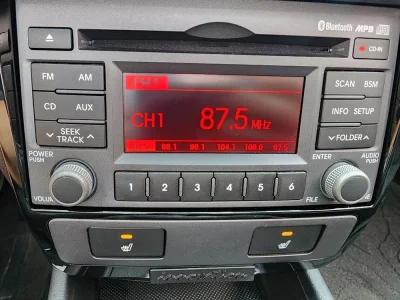 Bluetooth MP3
CD-IN
FM AM
CD AUX
SEEK
TRACK
POWER
PUSH
VOLUME
FM 1
CH1 87.5 MHz
88.1 98.1 104.1 108.0 87.5
1 2 3 4 5 6
SCAN BSM
INFO SETUP
FOLDER
ENTER
AUDIO
PUSH
FILE